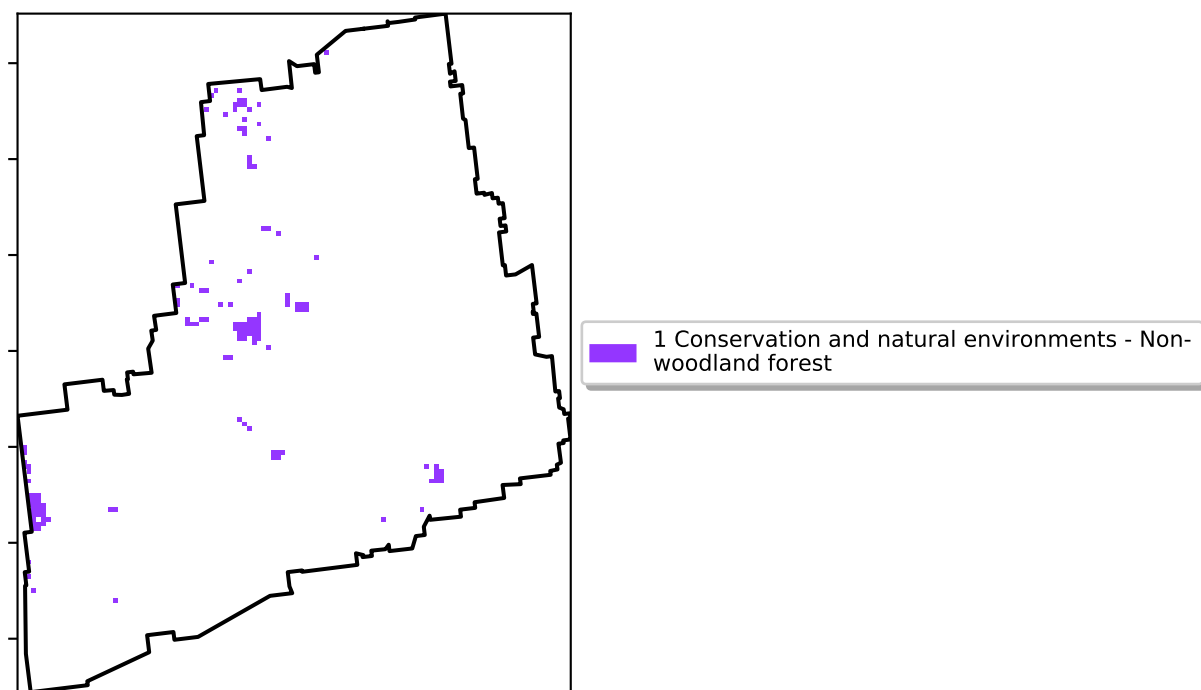 1 Conservation and natural environments - Non-
woodland forest